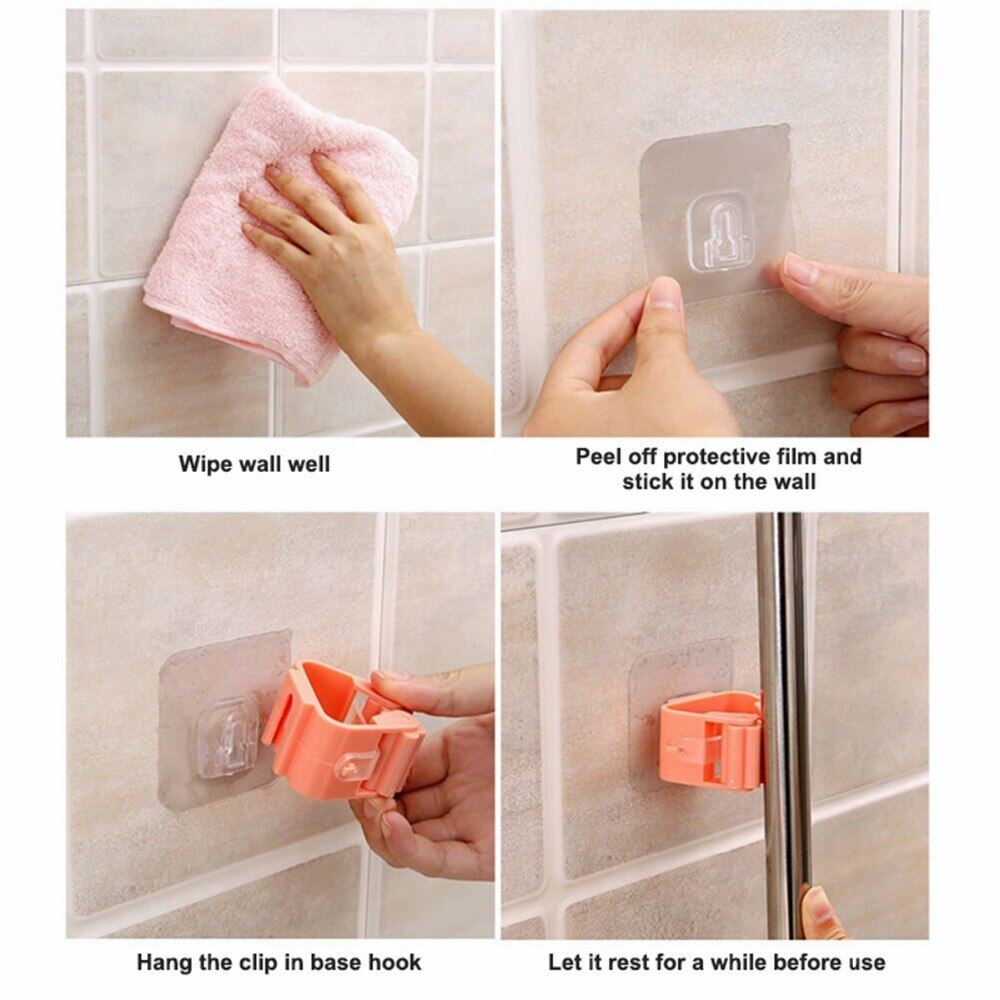 Wipe wall well
Peel off protective film and
stick it on the wall
Hang the clip in base hook
Let it rest for a while before use